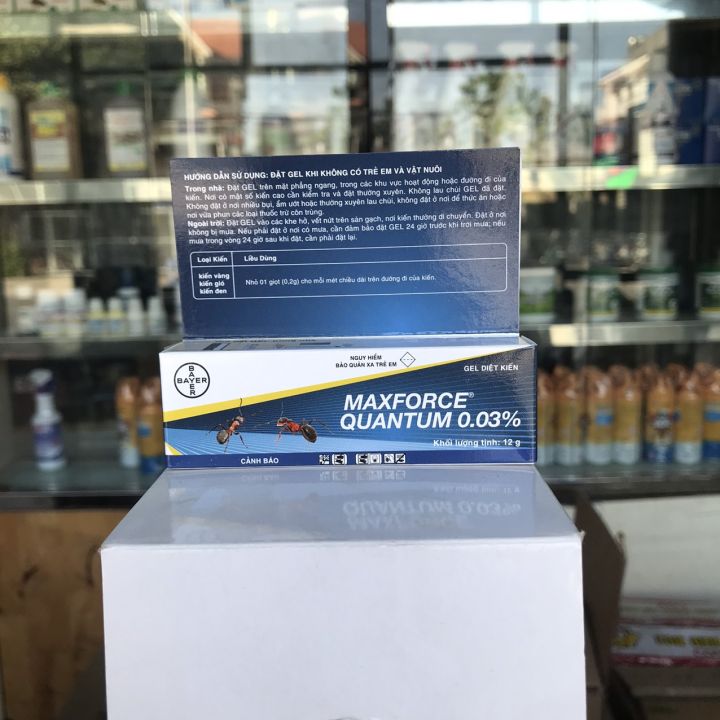 HƯỚNG DẪN SỬ DỤNG: ĐẶT GEL KHI KHÔNG CÓ TRẺ EM VÀ VẬT NUÔI
Trong nhà: Đặt GEL trên mặt phẳng ngang, trong các khu vực hoạt động hoặc đường đi của
kiến. Nơi có mật số kiến cao cần kiểm tra và đặt thường xuyên. Không lau chùi GEL đã đặt.
Không đặt ở nơi nhiều bụi, ẩm ướt hoặc thường xuyên lau chùi, không đặt ở nơi để thức ăn hoặc
nơi vừa phun các loại thuốc trừ côn trùng.
Ngoài trời: Đặt GEL vào các khe hở, vết nứt trên sàn gạch, nơi kiến thường di chuyển. Đặt ở nơi
không bị mưa. Nếu phải đặt ở nơi có mưa, cần đảm bảo đặt GEL 24 giờ trước khi trời mưa; nếu
mưa trong vòng 24 giờ sau khi đặt, cần phải đặt lại.
Loại Kiến Liều Dùng
kiến vàng
kiến gió
kiến đen
Nhỏ 01 giọt (0,2g) cho mỗi mét chiều dài trên đường đi của kiến.
NGUY HIỂM
BẢO QUẢN XA TRẺ EM
GEL DIỆT KIẾN
BAYER
BAYER
MAXFORCE®
QUANTUM 0.03%
Khối lượng tịnh: 12 g
CẢNH BÁO